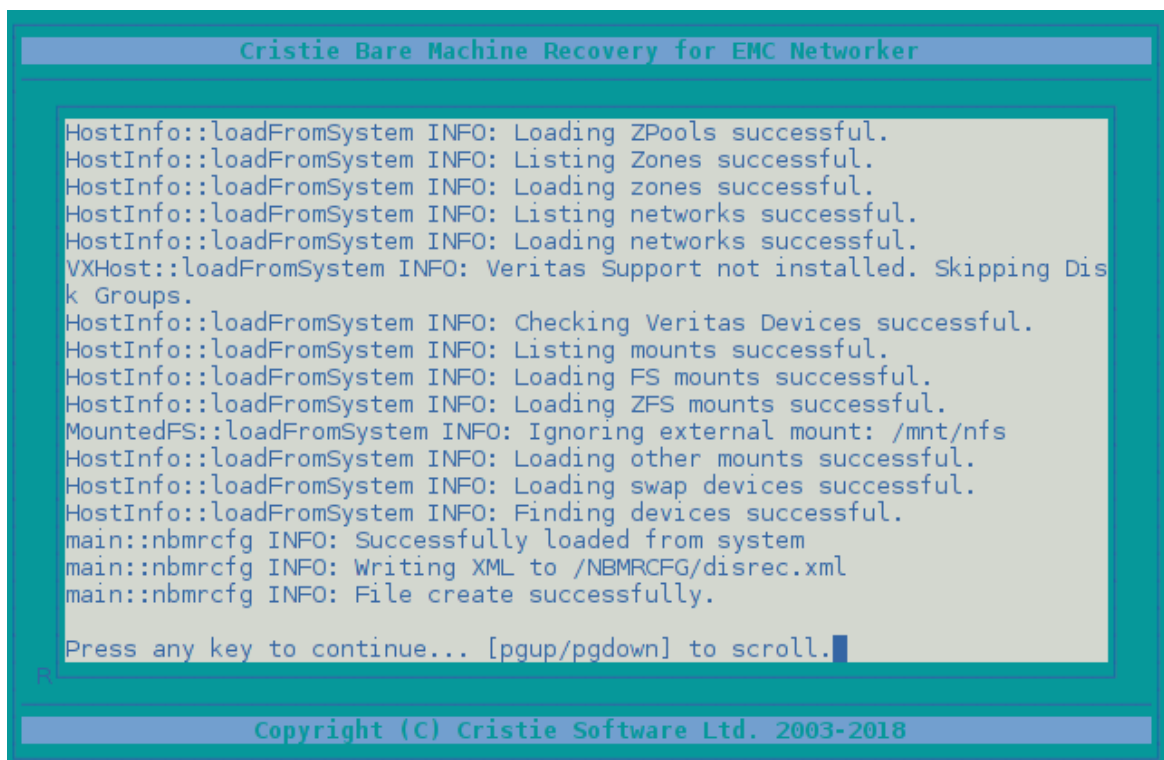 Cristie Bare Machine Recovery for EMC Networker
HostInfo::loadFromSystem INFO: Loading ZPools successful.
HostInfo::loadFromSystem INFO: Listing Zones successful.
HostInfo::loadFromSystem INFO: Loading zones successful.
HostInfo::loadFromSystem INFO: Listing networks successful.
HostInfo::loadFromSystem INFO: Loading networks successful.
VXHost::loadFromSystem INFO: Veritas Support not installed. Skipping Dis
k Groups.
HostInfo::loadFromSystem INFO: Checking Veritas Devices successful.
HostInfo::loadFromSystem INFO: Listing mounts successful.
HostInfo::loadFromSystem INFO: Loading FS mounts successful.
HostInfo::loadFromSystem INFO: Loading ZFS mounts successful.
MountedFS::loadFromSystem INFO: Ignoring external mount: /mnt/nfs
HostInfo::loadFromSystem INFO: Loading other mounts successful.
HostInfo::loadFromSystem INFO: Loading swap devices successful.
HostInfo::loadFromSystem INFO: Finding devices successful.
main::nbmrcfg INFO: Successfully loaded from system
main::nbmrcfg INFO: Writing XML to /NBMRCFG/disrec.xml
main::nbmrcfg INFO: File create successfully.
Press any key to continue... [pgup/pgdown] to scroll.
R
Copyright (C) Cristie Software Ltd. 2003-2018